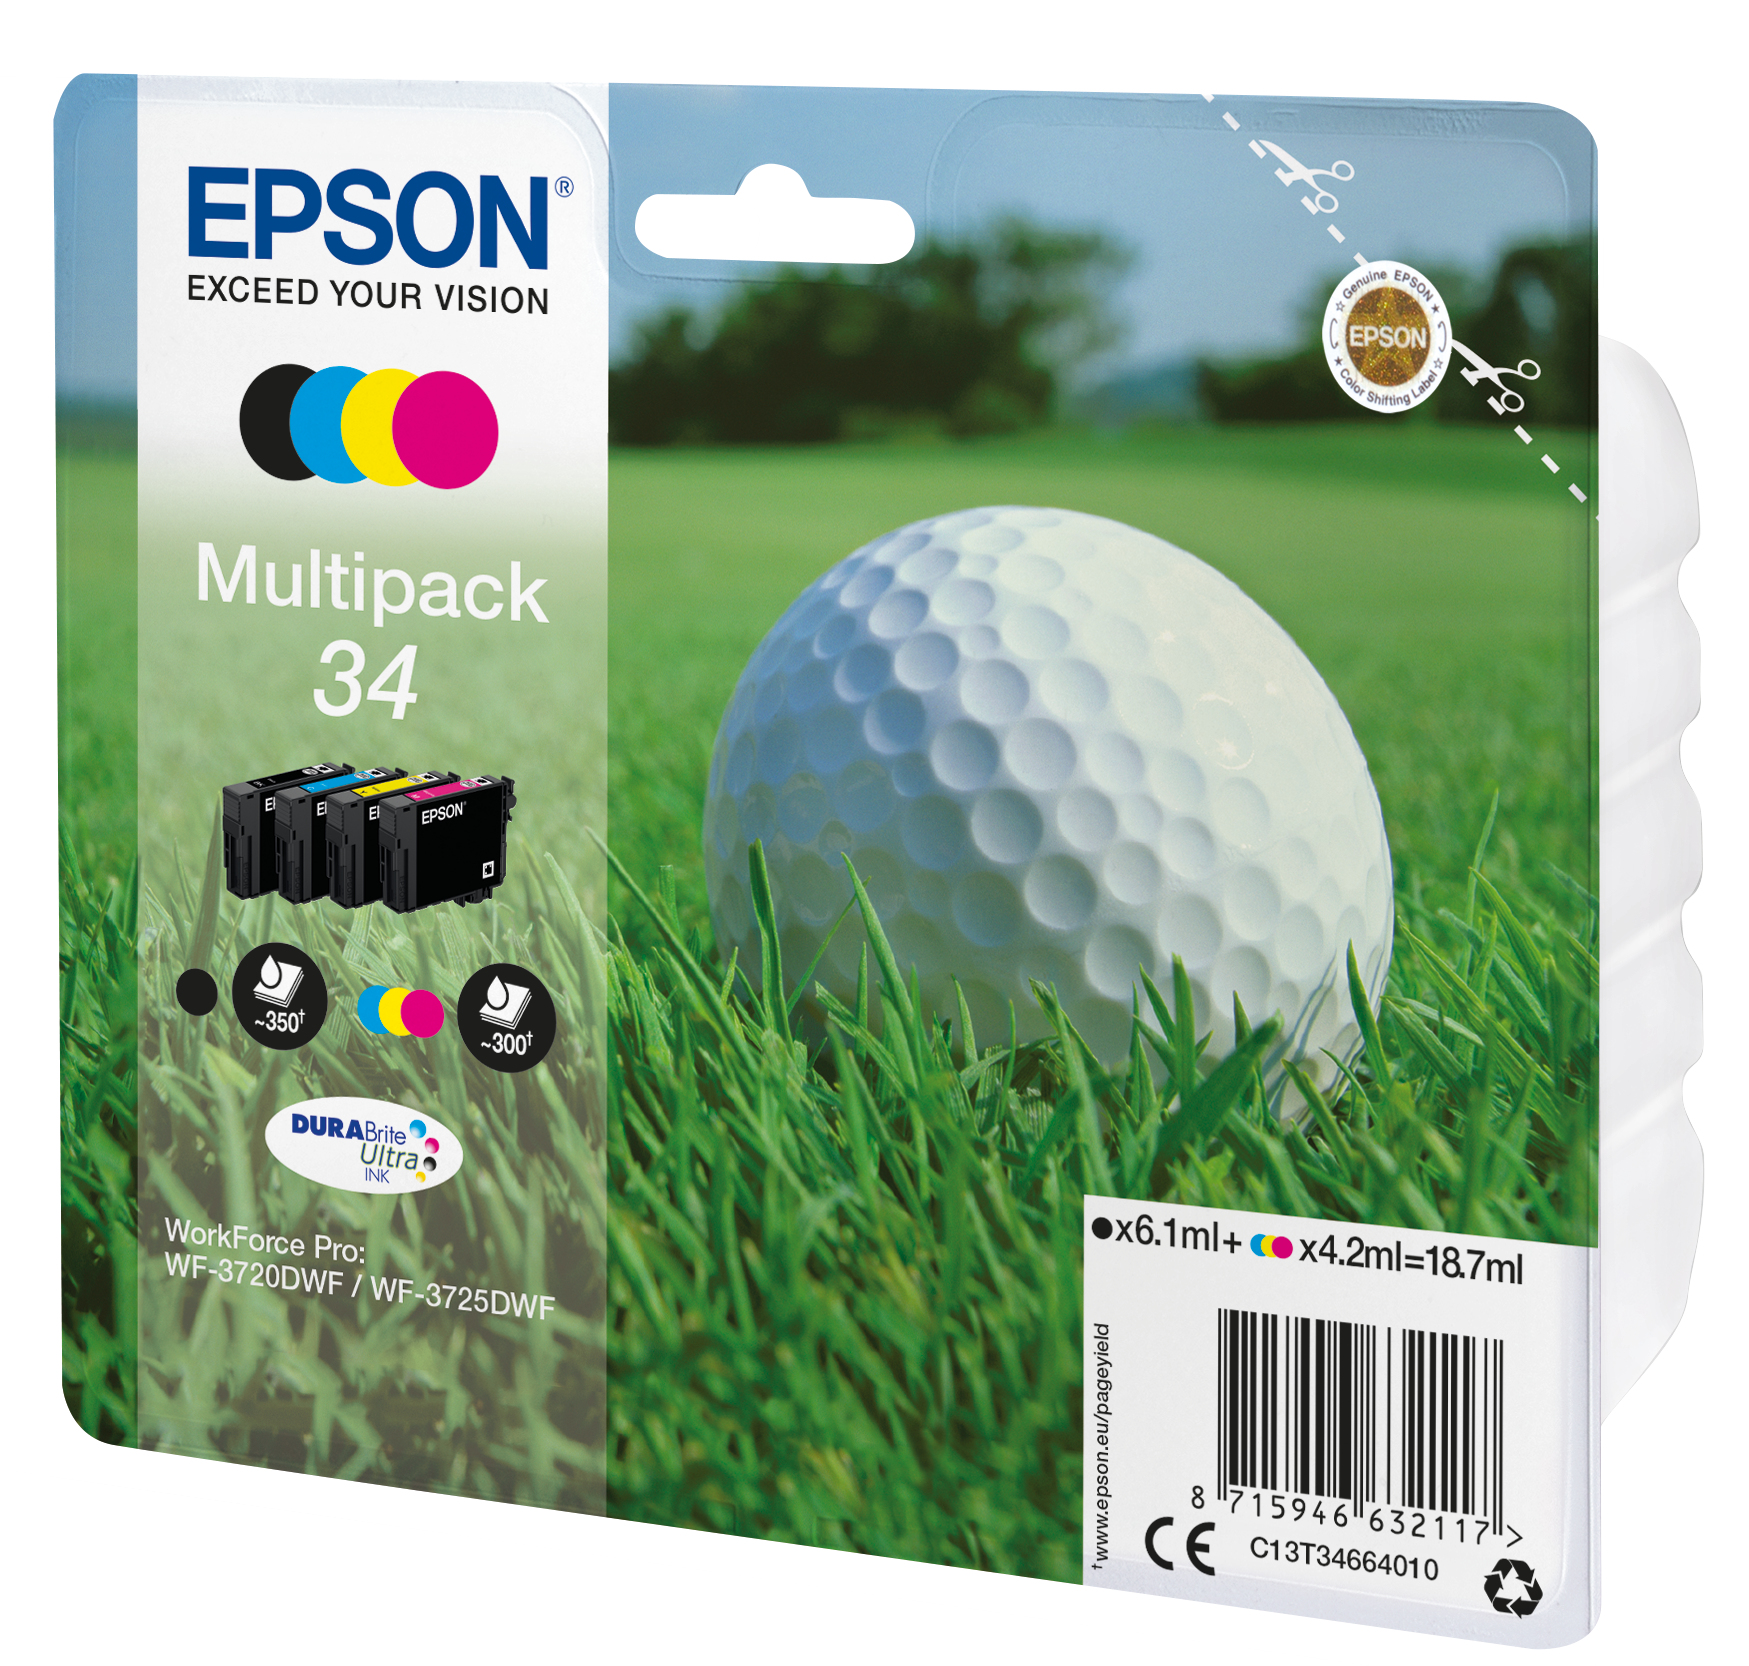 EPSON®
EXCEED YOUR VISION
Multipack
34
EPSON®
~350†
~300†
DURABrite
Ultra
INK
WorkForce Pro:
WF-3720DWF / WF-3725DWF
Genuine EPSON
EPSON
Color Shifting Label
x6.1ml+ x4.2ml=18.7ml
†www.epson.eu/pageyield
8 715946 632117 >
C13T34664010
CE